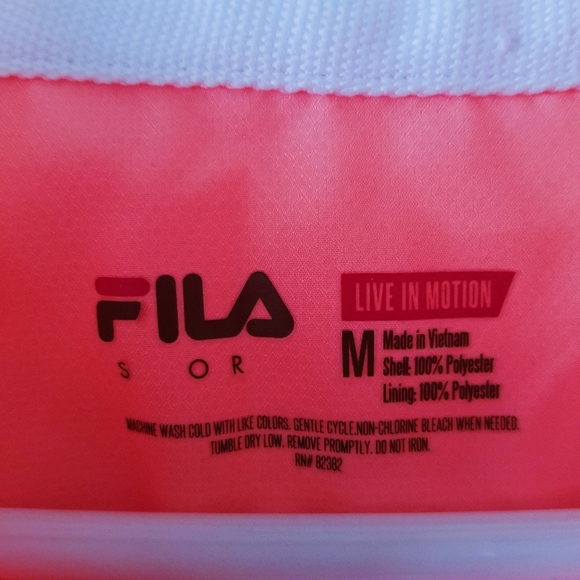 FILA
S OR
LIVE IN MOTION
M
Made in Vietnam
Shell: 100% Polyester
Lining: 100% Polyester
MACHINE WASH COLD WITH LIKE COLORS. GENTLE CYCLE.NON-CHLORINE BLEACH WHEN NEEDED.
TUMBLE DRY LOW. REMOVE PROMPTLY. DO NOT IRON.
RN# 82382